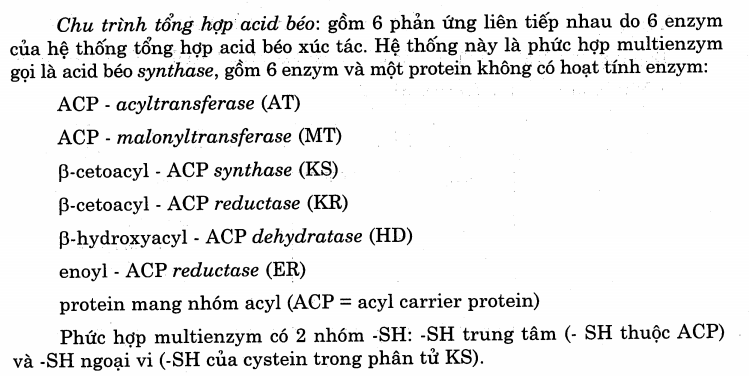 Chu trình tổng hợp acid béo: gồm 6 phản ứng liên tiếp nhau do 6 enzym
của hệ thống tổng hợp acid béo xúc tác. Hệ thống này là phức hợp multienzym
gọi là acid béo synthase, gồm 6 enzym và một protein không có hoạt tính enzym:
ACP - acyltransferase (AT)
ACP - malonyltransferase (MT)
β-cetoacyl - ACP synthase (KS)
β-cetoacyl - ACP reductase (KR)
β-hydroxyacyl - ACP dehydratase (HD)
enoyl - ACP reductase (ER)
protein mang nhóm acyl (ACP = acyl carrier protein)
Phức hợp multienzym có 2 nhóm -SH: -SH trung tâm (- SH thuộc ACP)
và -SH ngoại vi (-SH của cystein trong phân tử KS).